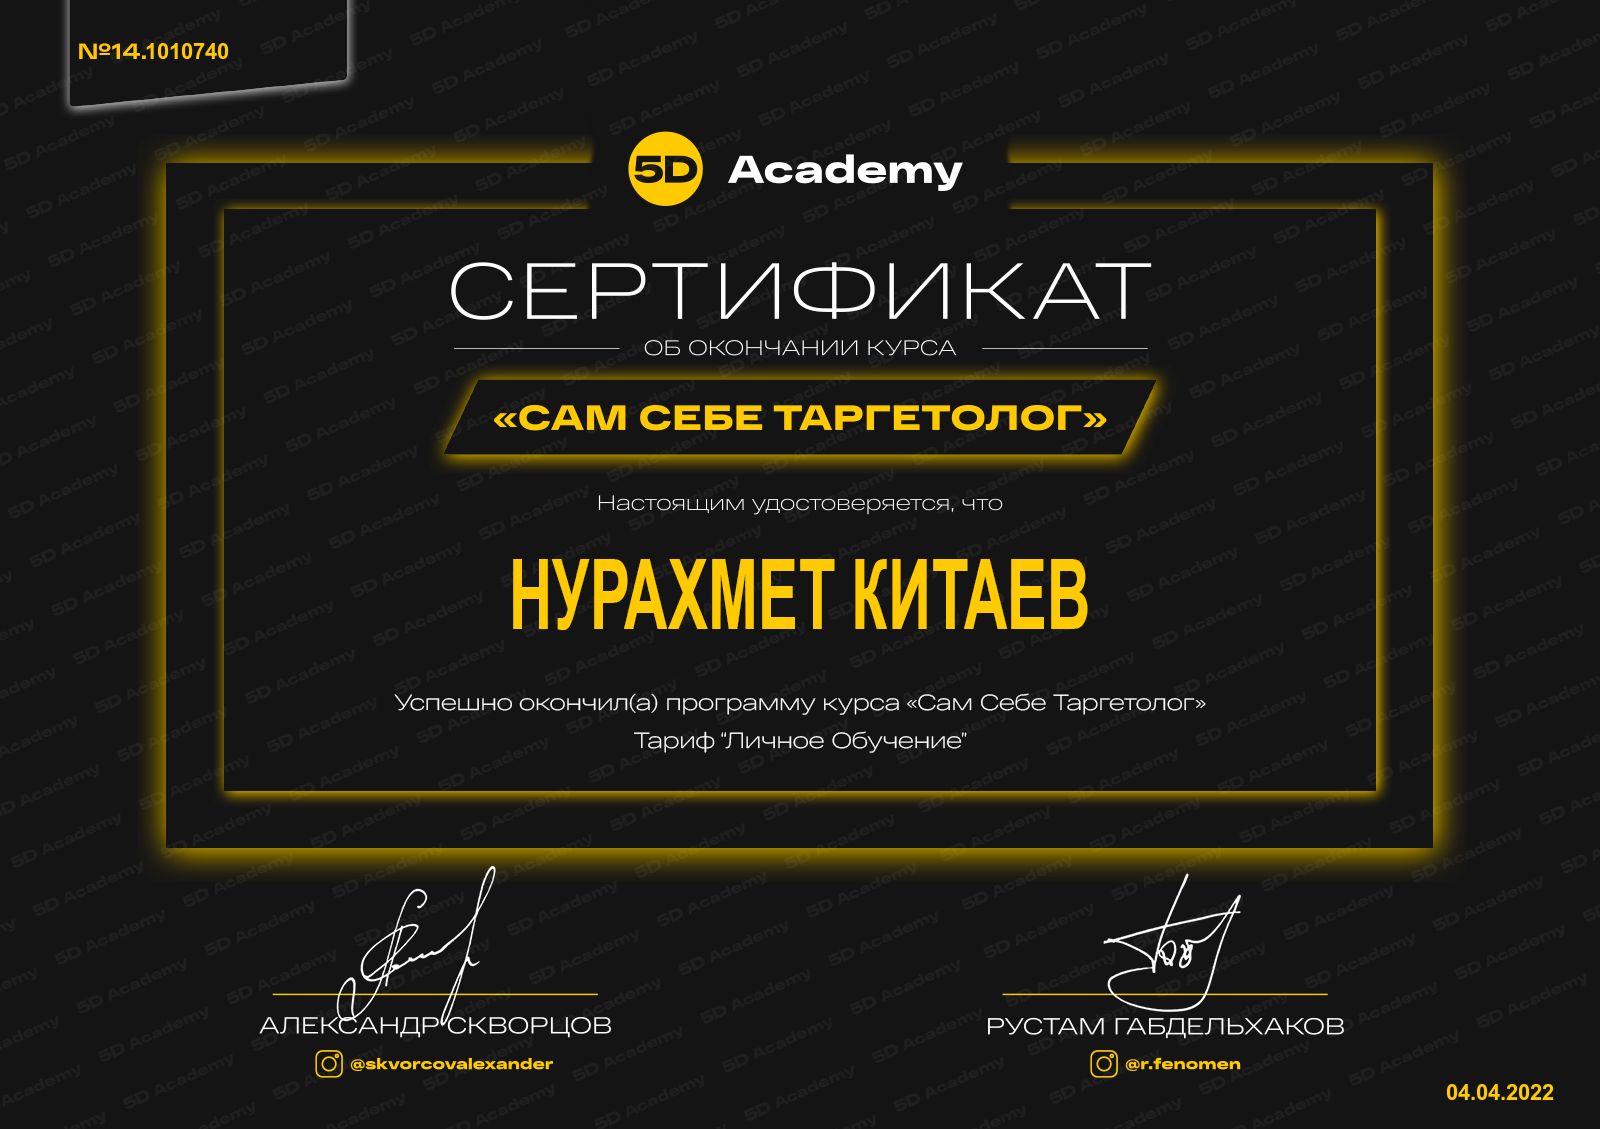 №14.1010740
5D Academy
СЕРТИФИКАТ
ОБ ОКОНЧАНИИ КУРСА
«САМ СЕБЕ ТАРГЕТОЛОГ»
Настоящим удостоверяется, что
НУРАХМЕТ КИТАЕВ
Успешно окончил(а) программу курса «Сам Себе Таргетолог»
Тариф “Личное Обучение”
АЛЕКСАНДР СКВОРЦОВ
РУСТАМ ГАБДЕЛЬХАКОВ
@skvorcovalexander
@r.fenomen
04.04.2022